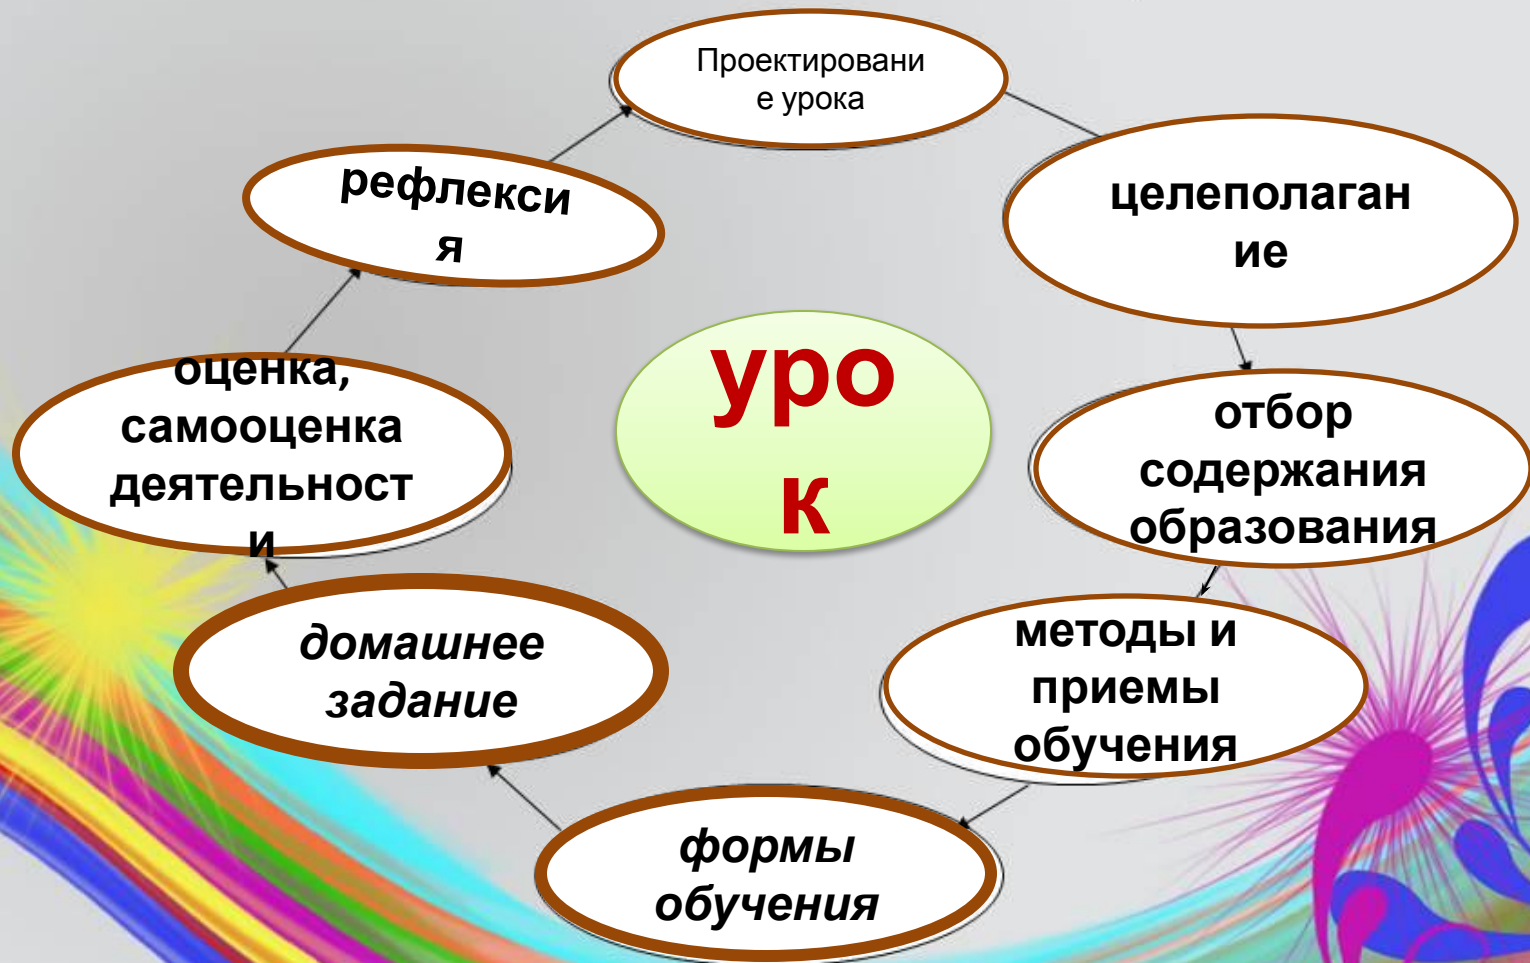 Проектировани
е урока
целеполаган
ие
отбор
содержания
образования
методы и
приемы
обучения
формы
обучения
домашнее
задание
оценка,
самооценка
деятельност
и
рефлекси
я
уро
к